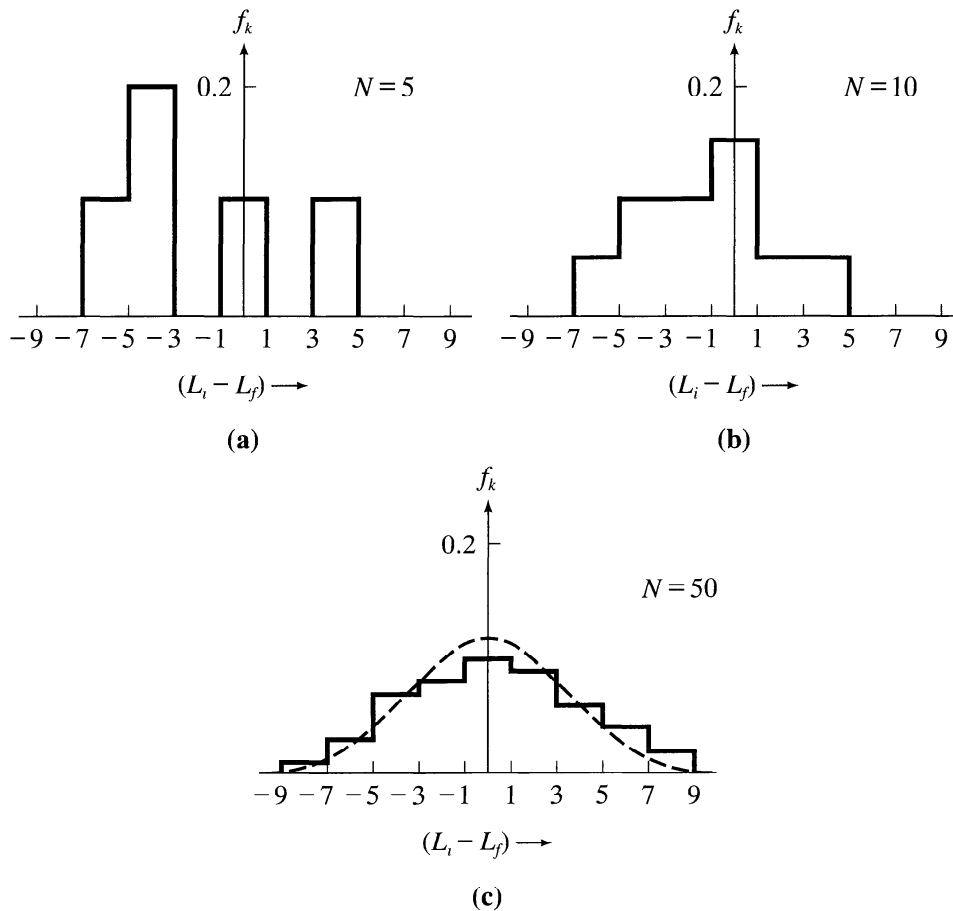 f_k
0.2
N = 5
−9 −7 −5 −3 −1 1 3 5 7 9
(L_ι − L_f) →
(a)
f_k
0.2
N = 10
−9 −7 −5 −3 −1 1 3 5 7 9
(L_i − L_f) →
(b)
f_k
0.2
N = 50
−9 −7 −5 −3 −1 1 3 5 7 9
(L_ι − L_f) →
(c)